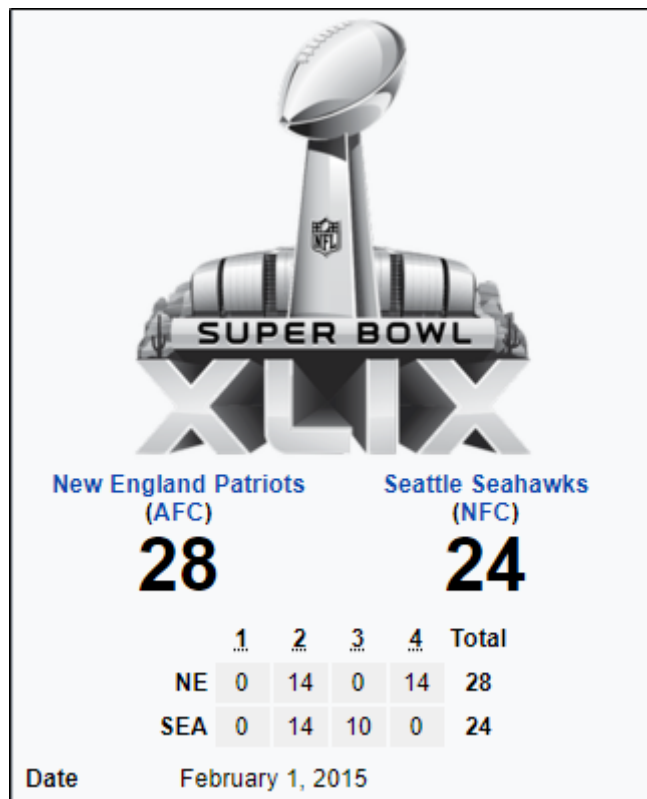 NFL
SUPER BOWL
XLIX
New England Patriots Seattle Seahawks
(AFC) (NFC)
28 24
1 2 3 4 Total
NE 0 14 0 14 28
SEA 0 14 10 0 24
Date February 1, 2015